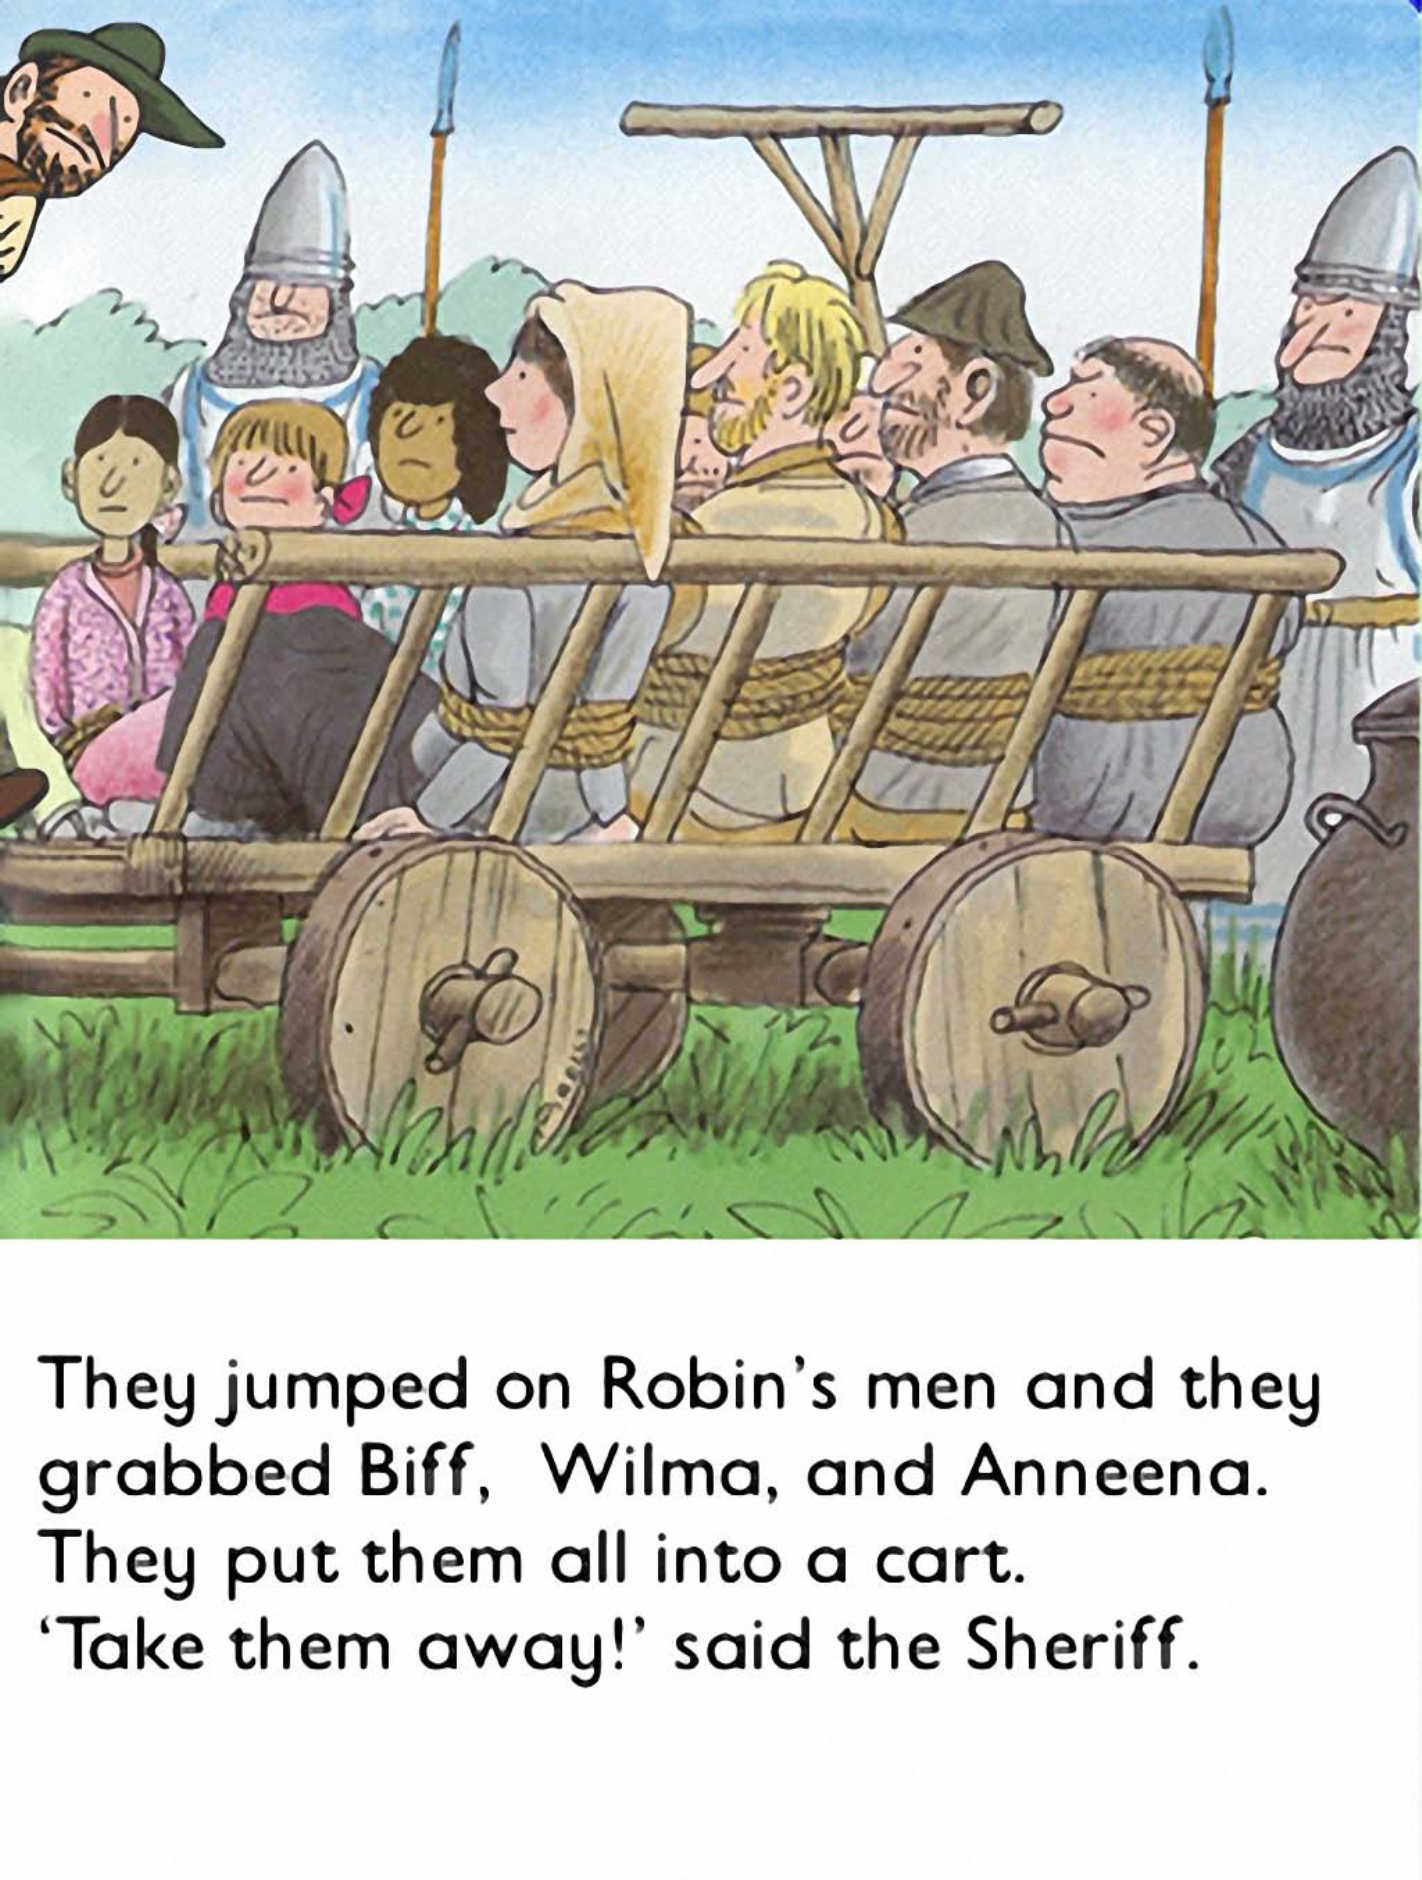 They jumped on Robin's men and they
grabbed Biff, Wilma, and Anneena.
They put them all into a cart.
‘Take them away!’ said the Sheriff.